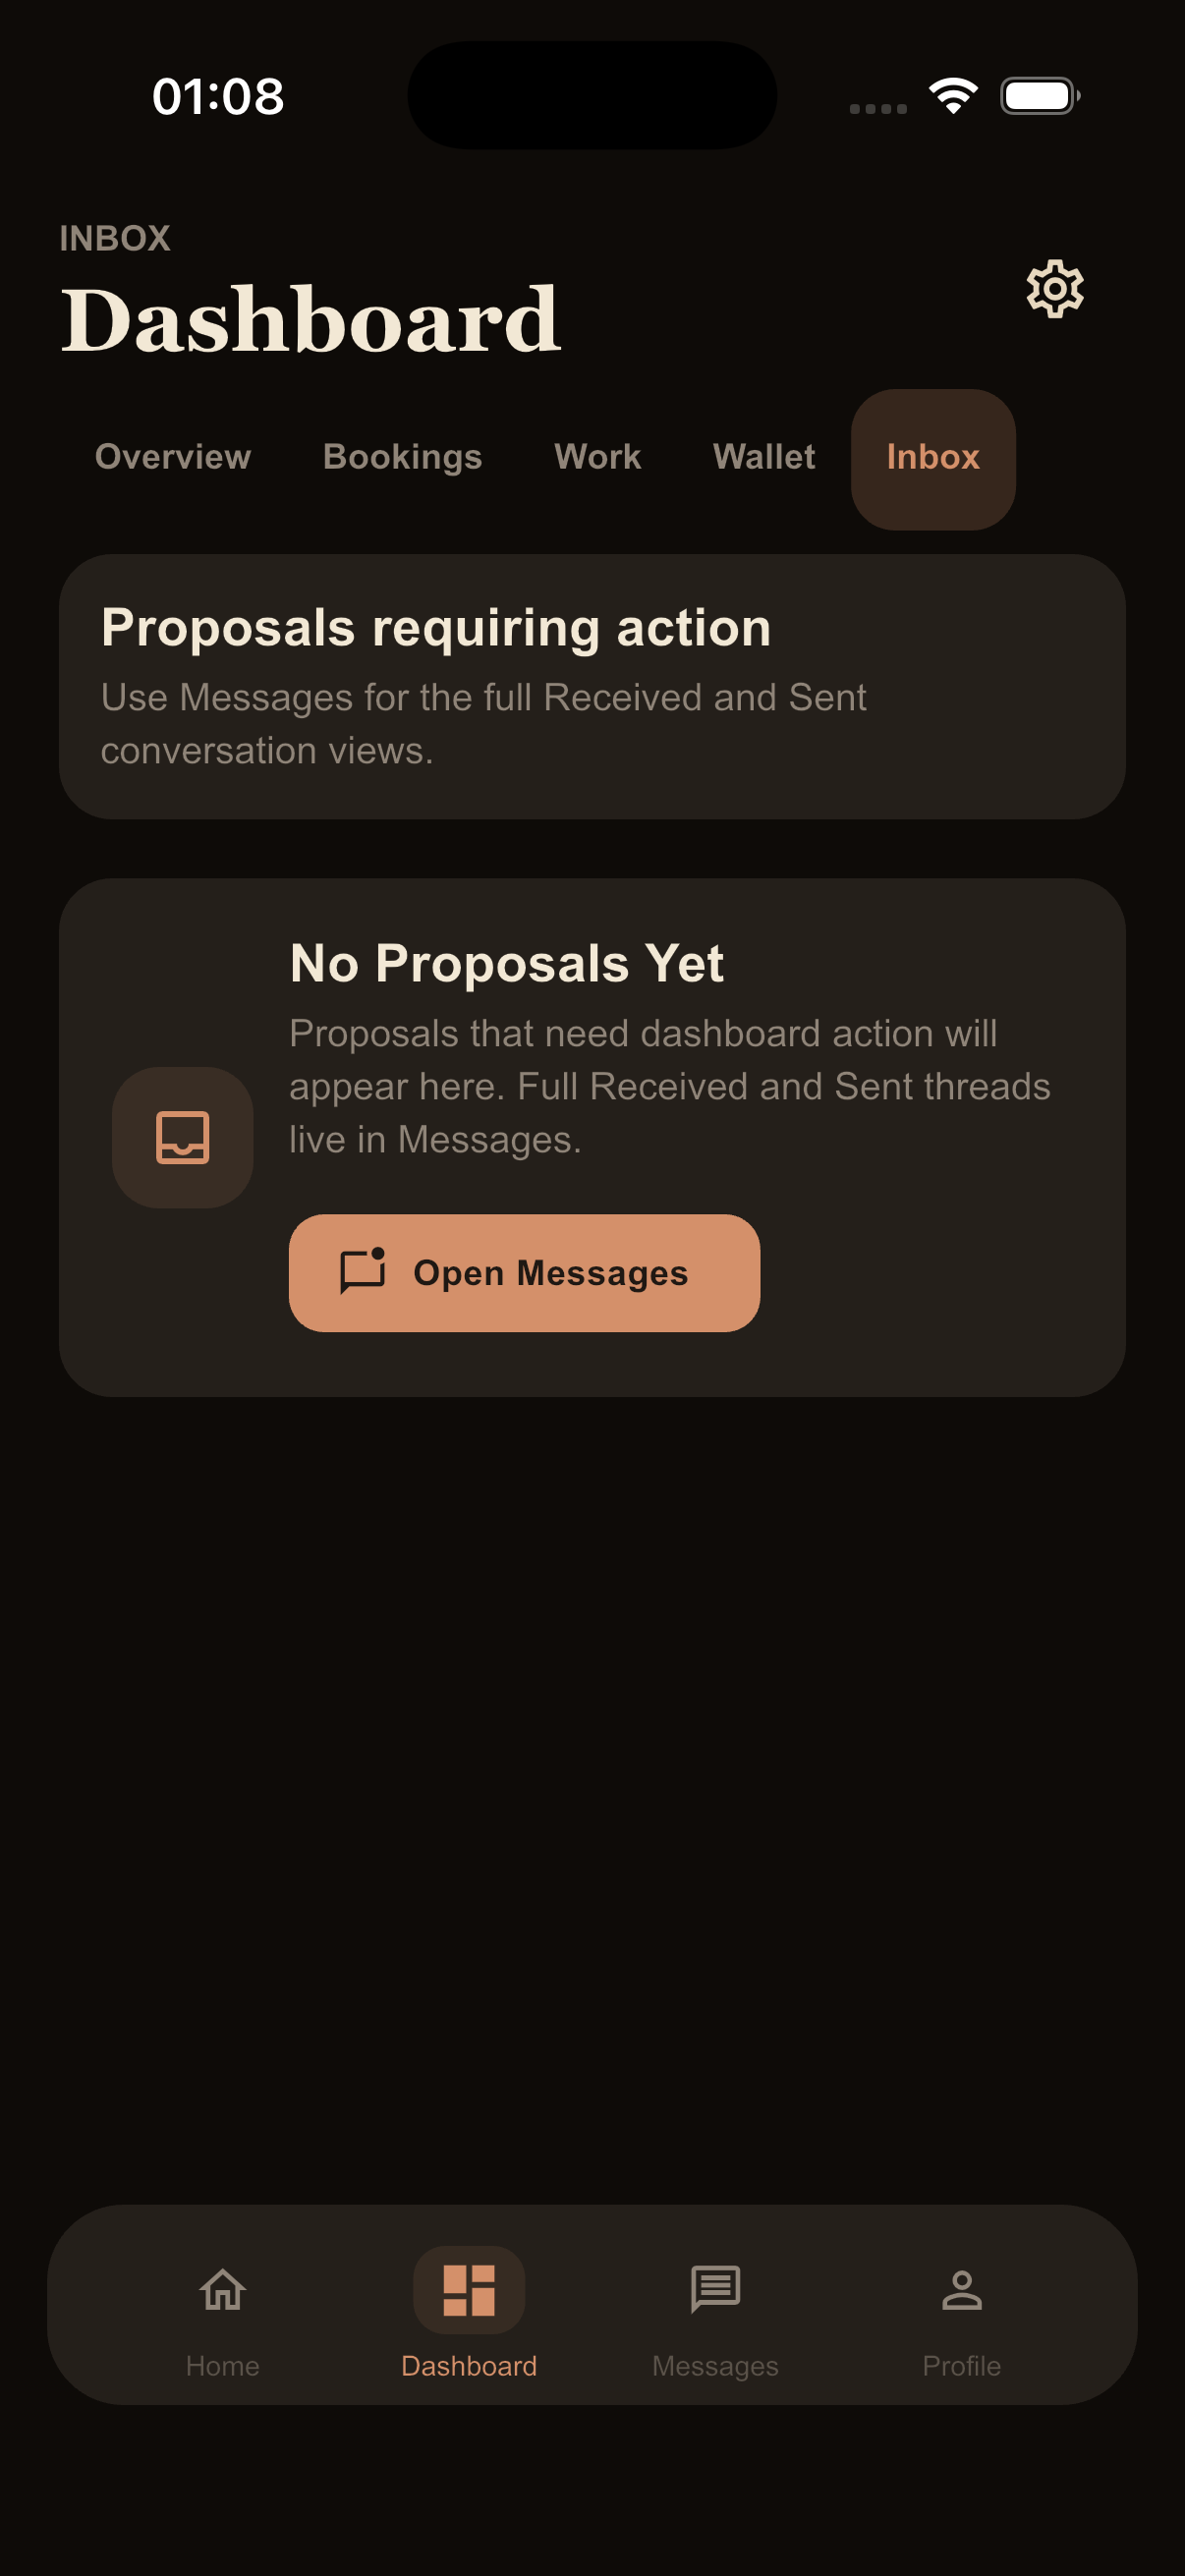 01:08
INBOX
Dashboard
Overview Bookings Work Wallet Inbox
Proposals requiring action
Use Messages for the full Received and Sent
conversation views.
No Proposals Yet
Proposals that need dashboard action will
appear here. Full Received and Sent threads
live in Messages.
Open Messages
Home Dashboard Messages Profile